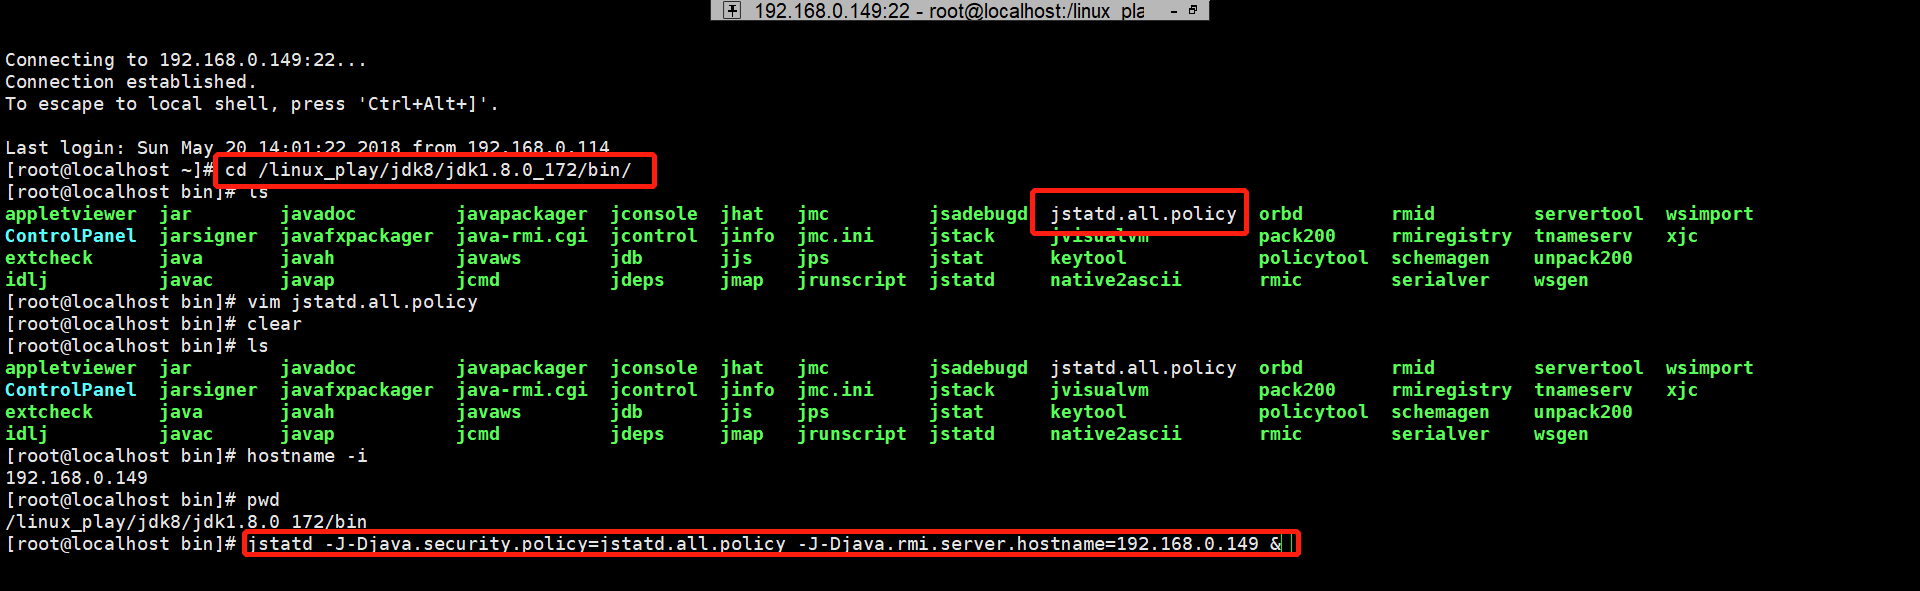 192.168.0.149:22 - root@localhost:/linux_pla
Connecting to 192.168.0.149:22...
Connection established.
To escape to local shell, press 'Ctrl+Alt+]'.
Last login: Sun May 20 14:01:22 2018 from 192.168.0.114
[root@localhost ~]# cd /linux_play/jdk8/jdk1.8.0_172/bin/
[root@localhost bin]# ls
appletviewer jar javadoc javapackager jconsole jhat jmc jsadebugd jstatd.all.policy orbd rmid servertool wsimport
ControlPanel jarsigner javafxpackager java-rmi.cgi jcontrol jinfo jmc.ini jstack jvisualvm pack200 rmiregistry tnameserv xjc
extcheck java javah javaws jdb jjs jps jstat keytool policytool schemagen unpack200
idlj javac javap jcmd jdeps jmap jrunscript jstatd native2ascii rmic serialver wsgen
[root@localhost bin]# vim jstatd.all.policy
[root@localhost bin]# clear
[root@localhost bin]# ls
appletviewer jar javadoc javapackager jconsole jhat jmc jsadebugd jstatd.all.policy orbd rmid servertool wsimport
ControlPanel jarsigner javafxpackager java-rmi.cgi jcontrol jinfo jmc.ini jstack jvisualvm pack200 rmiregistry tnameserv xjc
extcheck java javah javaws jdb jjs jps jstat keytool policytool schemagen unpack200
idlj javac javap jcmd jdeps jmap jrunscript jstatd native2ascii rmic serialver wsgen
[root@localhost bin]# hostname -i
192.168.0.149
[root@localhost bin]# pwd
/linux_play/jdk8/jdk1.8.0_172/bin
[root@localhost bin]# jstatd -J-Djava.security.policy=jstatd.all.policy -J-Djava.rmi.server.hostname=192.168.0.149 &